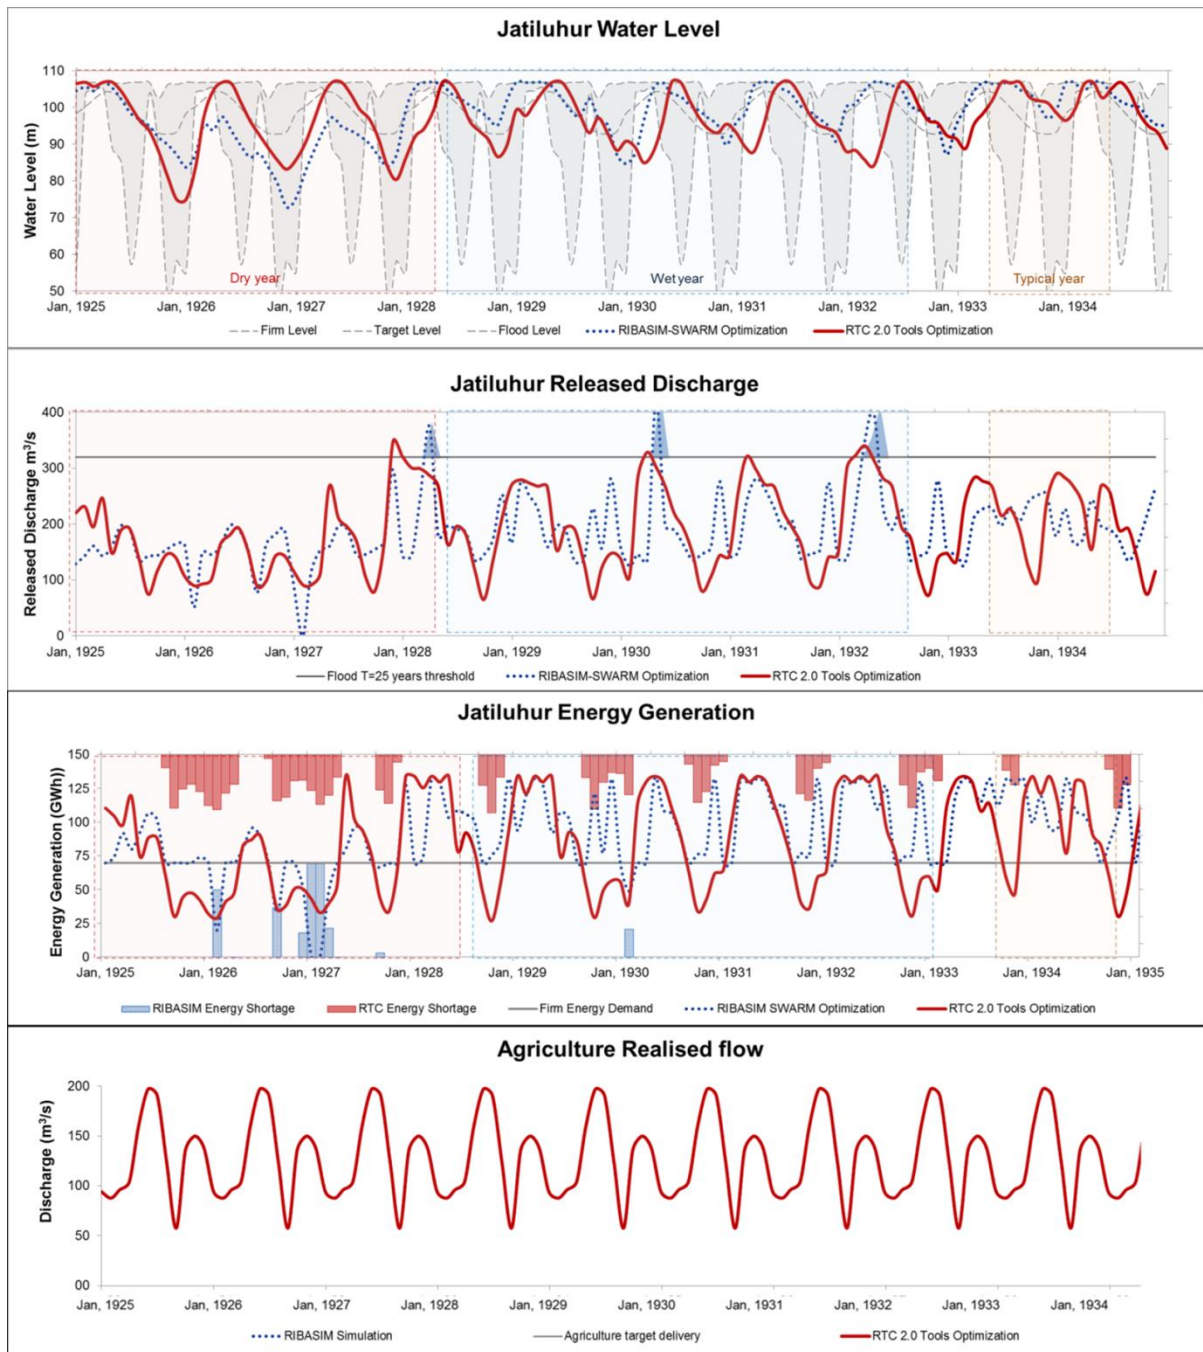 Jatiluhur Water Level
Water Level (m)
110
100
90
80
70
60
50
Dry year
Wet year
Typical year
Jan, 1925 Jan, 1926 Jan, 1927 Jan, 1928 Jan, 1929 Jan, 1930 Jan, 1931 Jan, 1932 Jan, 1933 Jan, 1934
Firm Level Target Level Flood Level RIBASIM-SWARM Optimization RTC 2.0 Tools Optimization
Jatiluhur Released Discharge
Released Discharge m³/s
400
300
200
100
0
Jan, 1925 Jan, 1926 Jan, 1927 Jan, 1928 Jan, 1929 Jan, 1930 Jan, 1931 Jan, 1932 Jan, 1933 Jan, 1934
Flood T=25 years threshold RIBASIM-SWARM Optimization RTC 2.0 Tools Optimization
Jatiluhur Energy Generation
Energy Generation (GWh))
150
125
100
75
50
25
0
Jan, 1925 Jan, 1926 Jan, 1927 Jan, 1928 Jan, 1929 Jan, 1930 Jan, 1931 Jan, 1932 Jan, 1933 Jan, 1934 Jan, 1935
RIBASIM Energy Shortage RTC Energy Shortage Firm Energy Demand RIBASIM SWARM Optimization RTC 2.0 Tools Optimization
Agriculture Realised flow
Discharge (m³/s)
200
150
100
50
00
Jan, 1925 Jan, 1926 Jan, 1927 Jan, 1928 Jan, 1929 Jan, 1930 Jan, 1931 Jan, 1932 Jan, 1933 Jan, 1934
RIBASIM Simulation Agriculture target delivery RTC 2.0 Tools Optimization